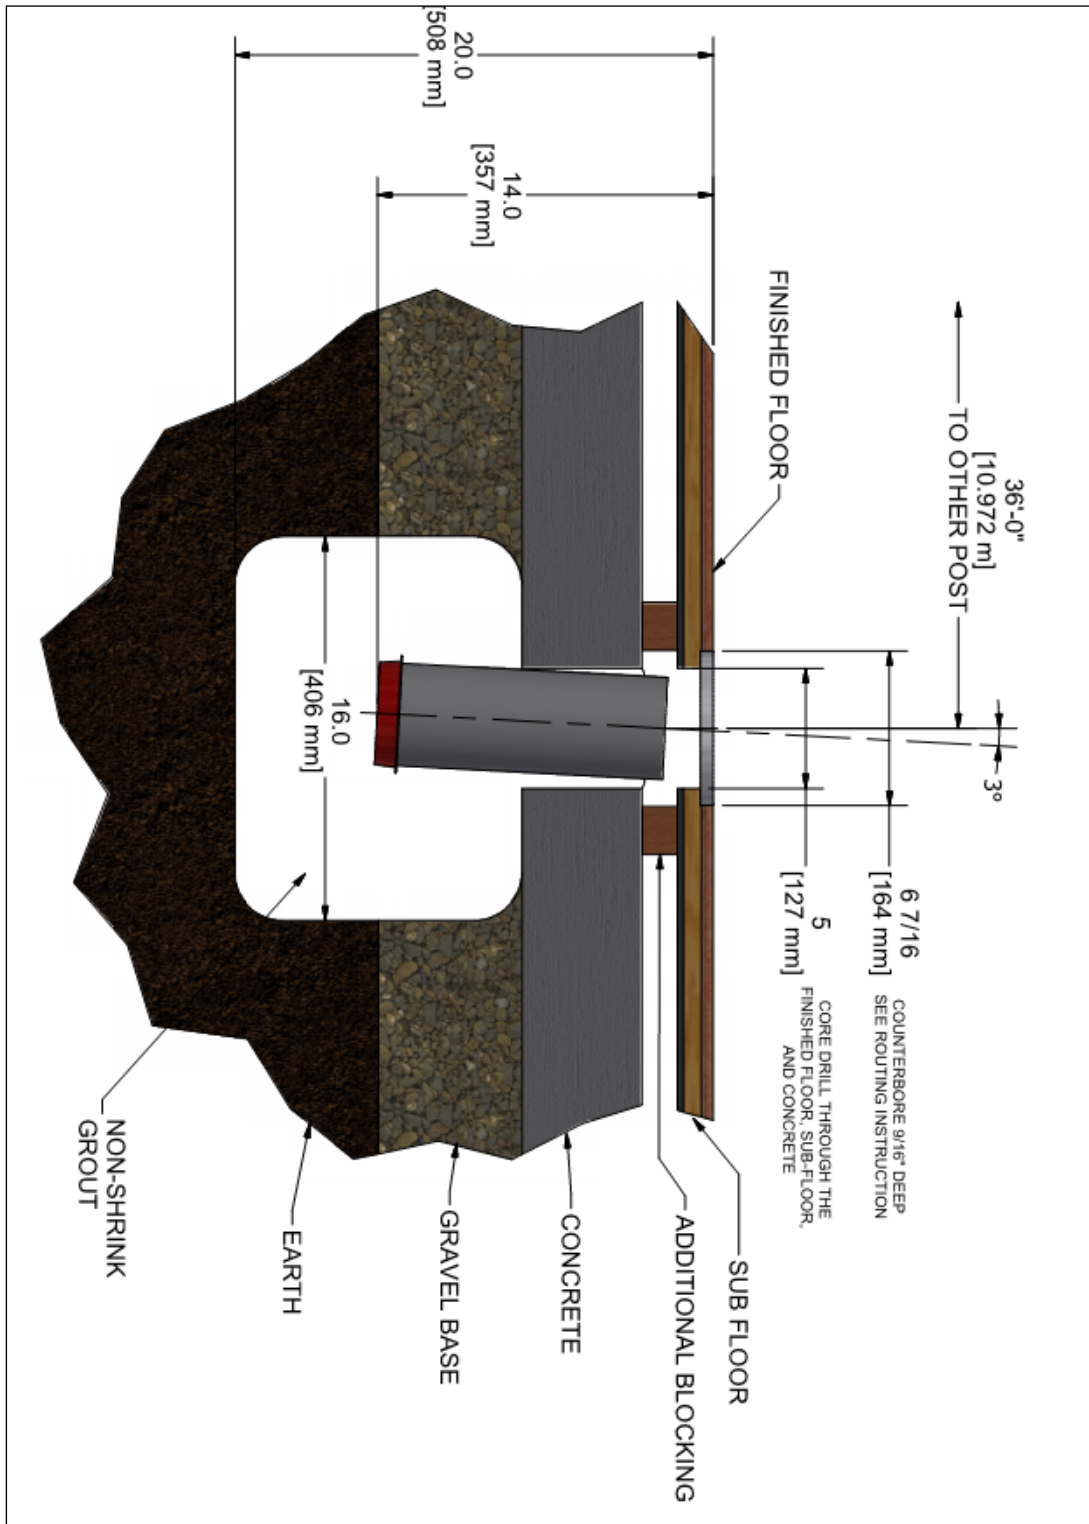 36'-0"
[10.972 m]
TO OTHER POST
3º
6 7/16
[164 mm]
COUNTERBORE 9/16" DEEP
SEE ROUTING INSTRUCTION
5
[127 mm]
CORE DRILL THROUGH THE
FINISHED FLOOR, SUB-FLOOR,
AND CONCRETE
FINISHED FLOOR
20.0
[508 mm]
14.0
[357 mm]
SUB FLOOR
ADDITIONAL BLOCKING
CONCRETE
GRAVEL BASE
16.0
[406 mm]
EARTH
NON-SHRINK
GROUT